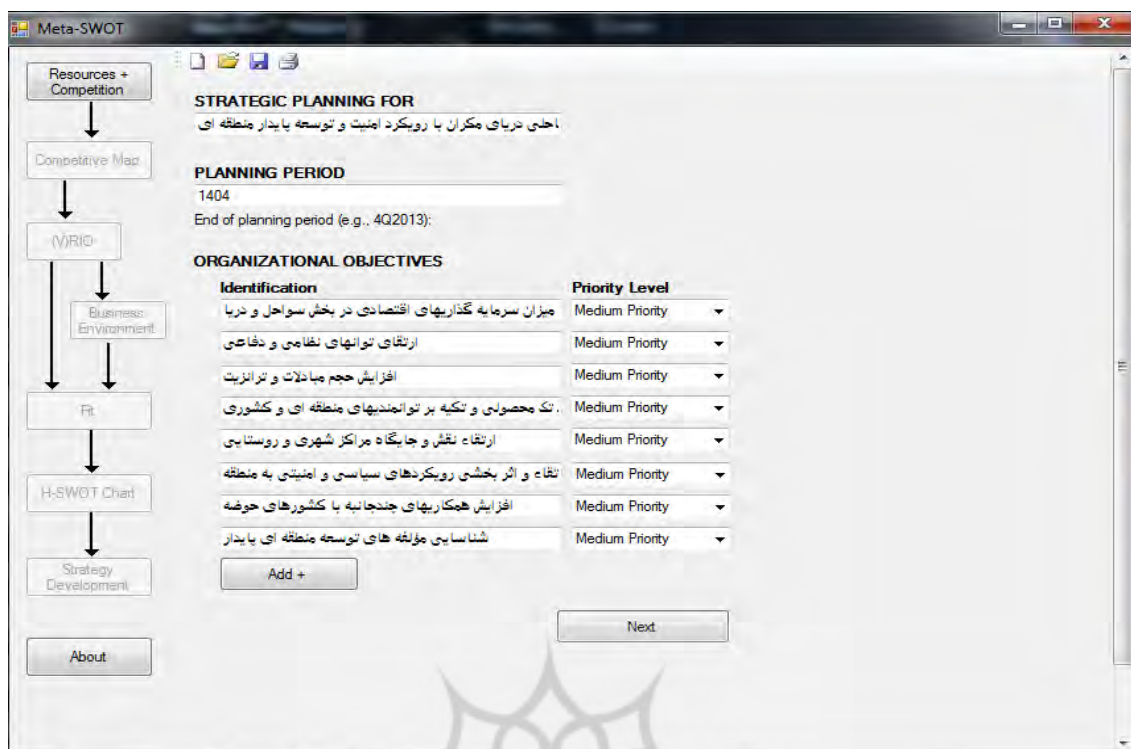 Meta-SWOT
Resources +
Competition
Competitive Map
(V)RIO
Business
Environment
Fit
H-SWOT Chart
Strategy
Development
About
STRATEGIC PLANNING FOR
احلی دریای مکران با رویکرد امنیت و توسعه پایدار منطقه ای
PLANNING PERIOD
1404
End of planning period (e.g., 4Q2013):
ORGANIZATIONAL OBJECTIVES
Identification Priority Level
میزان سرمایه گذاریهای اقتصادی در بخش سواحل و دریا Medium Priority
ارتقای توانهای نظامی و دفاعی Medium Priority
افزایش حجم مبادلات و ترانزیت Medium Priority
تک محصولی و تکیه بر توانمندیهای منطقه ای و کشوری Medium Priority
ارتقاء نقش و جایگاه مراکز شهری و روستایی Medium Priority
تقاء و اثر بخشی رویکردهای سیاسی و امنیتی به منطقه Medium Priority
افزایش همکاریهای چندجانبه با کشورهای حوضه Medium Priority
شناسایی مؤلفه های توسعه منطقه ای پایدار Medium Priority
Add +
Next